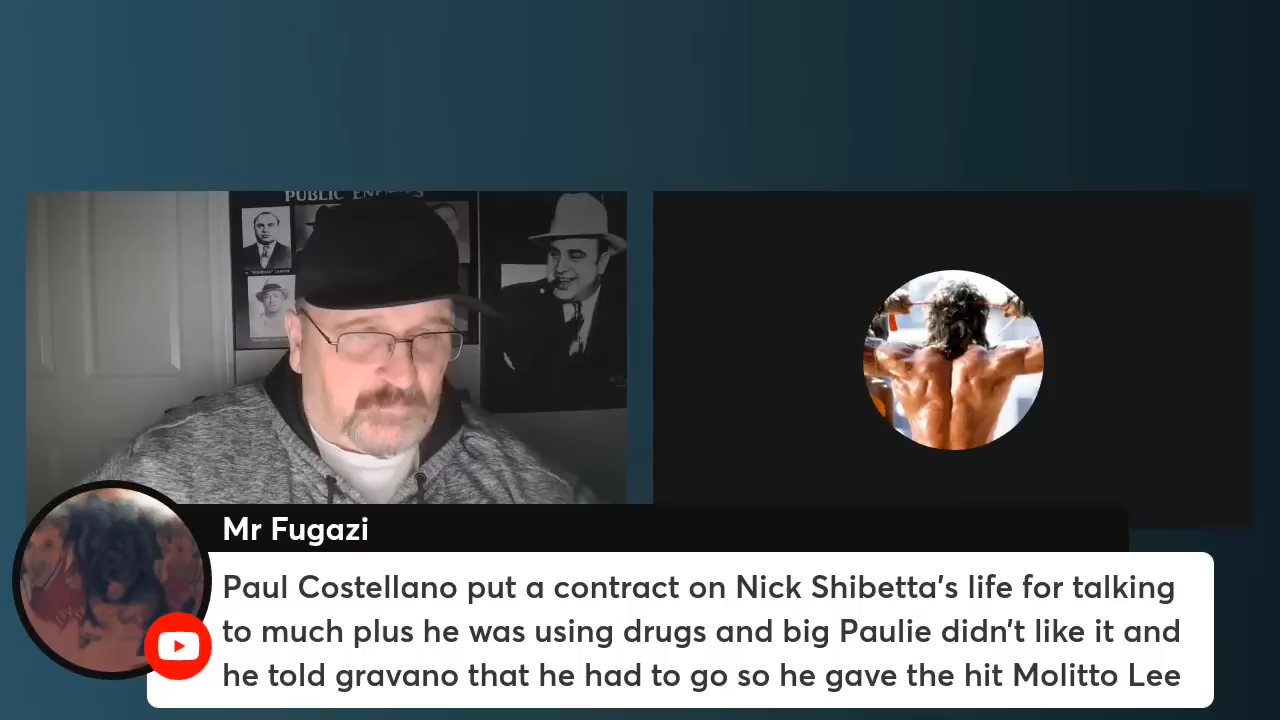 PUBLIC ENEMIES
Mr Fugazi
Paul Costellano put a contract on Nick Shibetta's life for talking
to much plus he was using drugs and big Paulie didn't like it and
he told gravano that he had to go so he gave the hit Molitto Lee